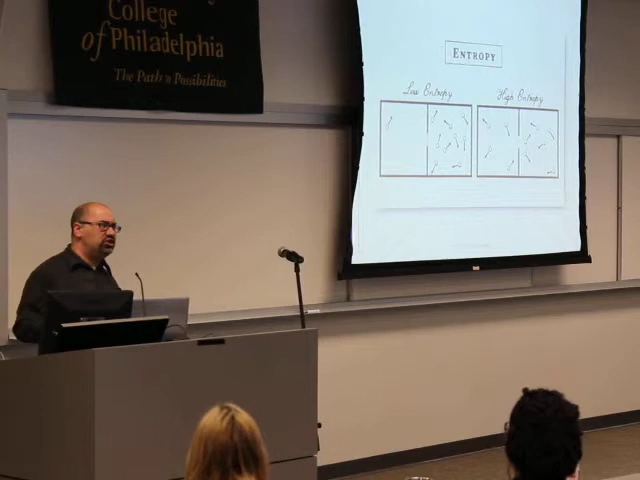 College
of Philadelphia
The Path to Possibilities
ENTROPY
Low Entropy
High Entropy